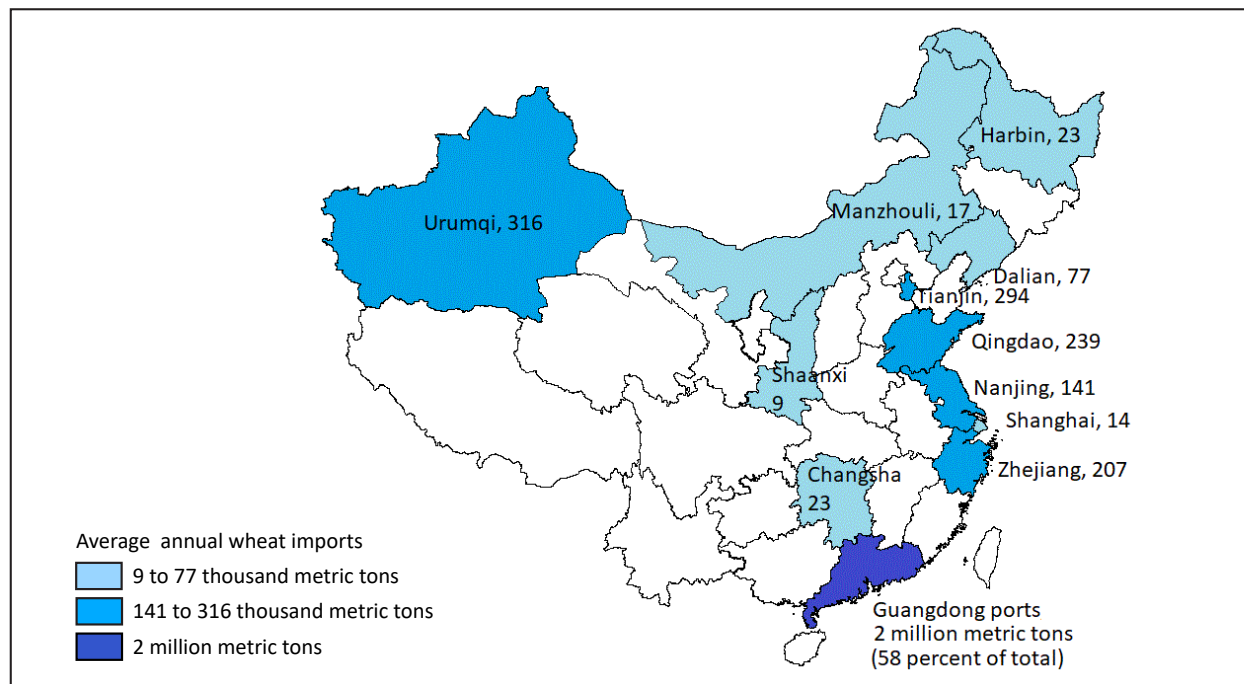 Harbin, 23
Manzhouli, 17
Urumqi, 316
Dalian, 77
Tianjin, 294
Qingdao, 239
Shaanxi
9
Nanjing, 141
Shanghai, 14
Zhejiang, 207
Changsha
23
Guangdong ports
2 million metric tons
(58 percent of total)
Average annual wheat imports
9 to 77 thousand metric tons
141 to 316 thousand metric tons
2 million metric tons